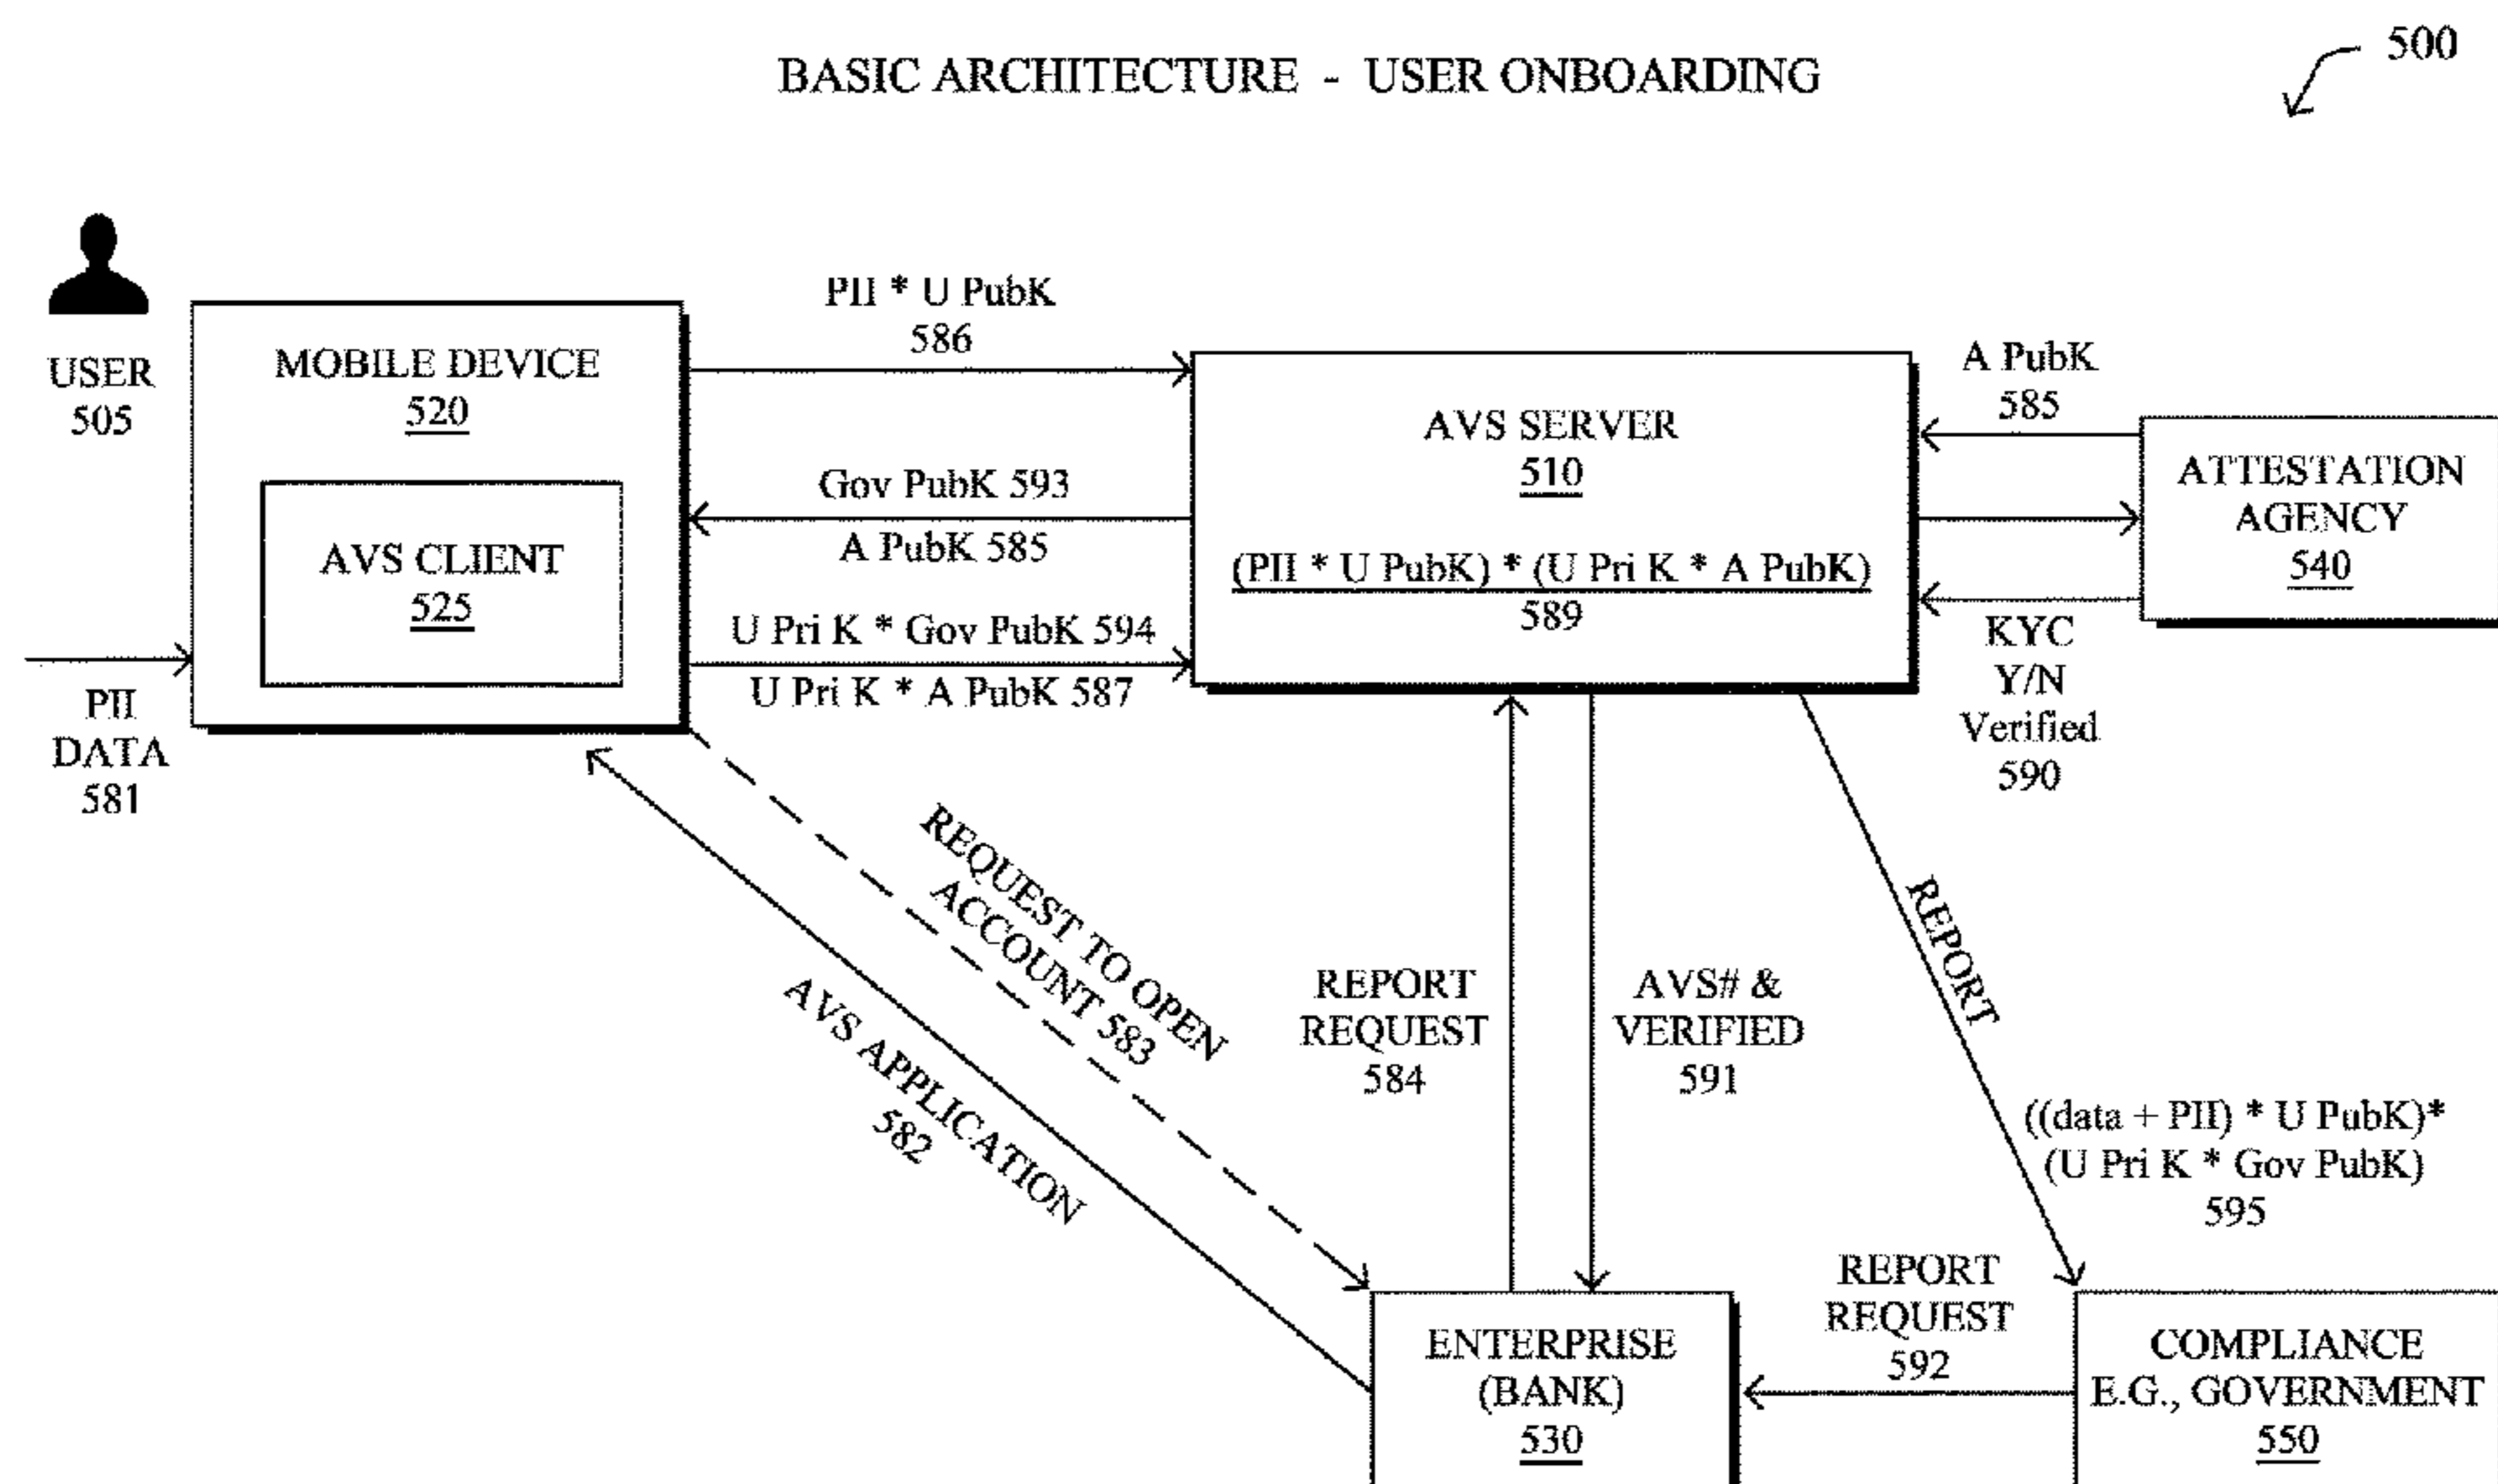 BASIC ARCHITECTURE - USER ONBOARDING
500
USER
505
MOBILE DEVICE
520
AVS CLIENT
525
PII
DATA
581
PII * U PubK
586
Gov PubK 593
A PubK 585
U Pri K * Gov PubK 594
U Pri K * A PubK 587
AVS SERVER
510
(PII * U PubK) * (U Pri K * A PubK)
589
A PubK
585
ATTESTATION
AGENCY
540
KYC
Y/N
Verified
590
REQUEST TO OPEN
ACCOUNT 583
AVS APPLICATION
582
REPORT
REQUEST
584
AVS# &
VERIFIED
591
REPORT
((data + PII) * U PubK)*
(U Pri K * Gov PubK)
595
ENTERPRISE
(BANK)
530
REPORT
REQUEST
592
COMPLIANCE
E.G., GOVERNMENT
550